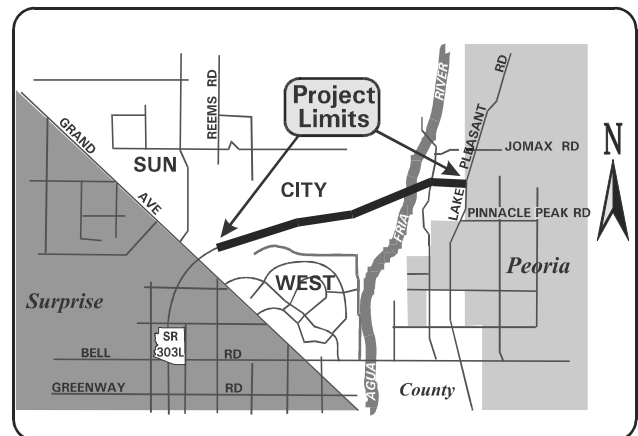 Project
Limits
REEMS RD
GRAND
AVE
SUN
CITY
WEST
RIVER
FRIA
AGUA
LAKE PLEASANT RD
JOMAX RD
PINNACLE PEAK RD
N
Peoria
Surprise
SR
303L
BELL RD
GREENWAY RD
County